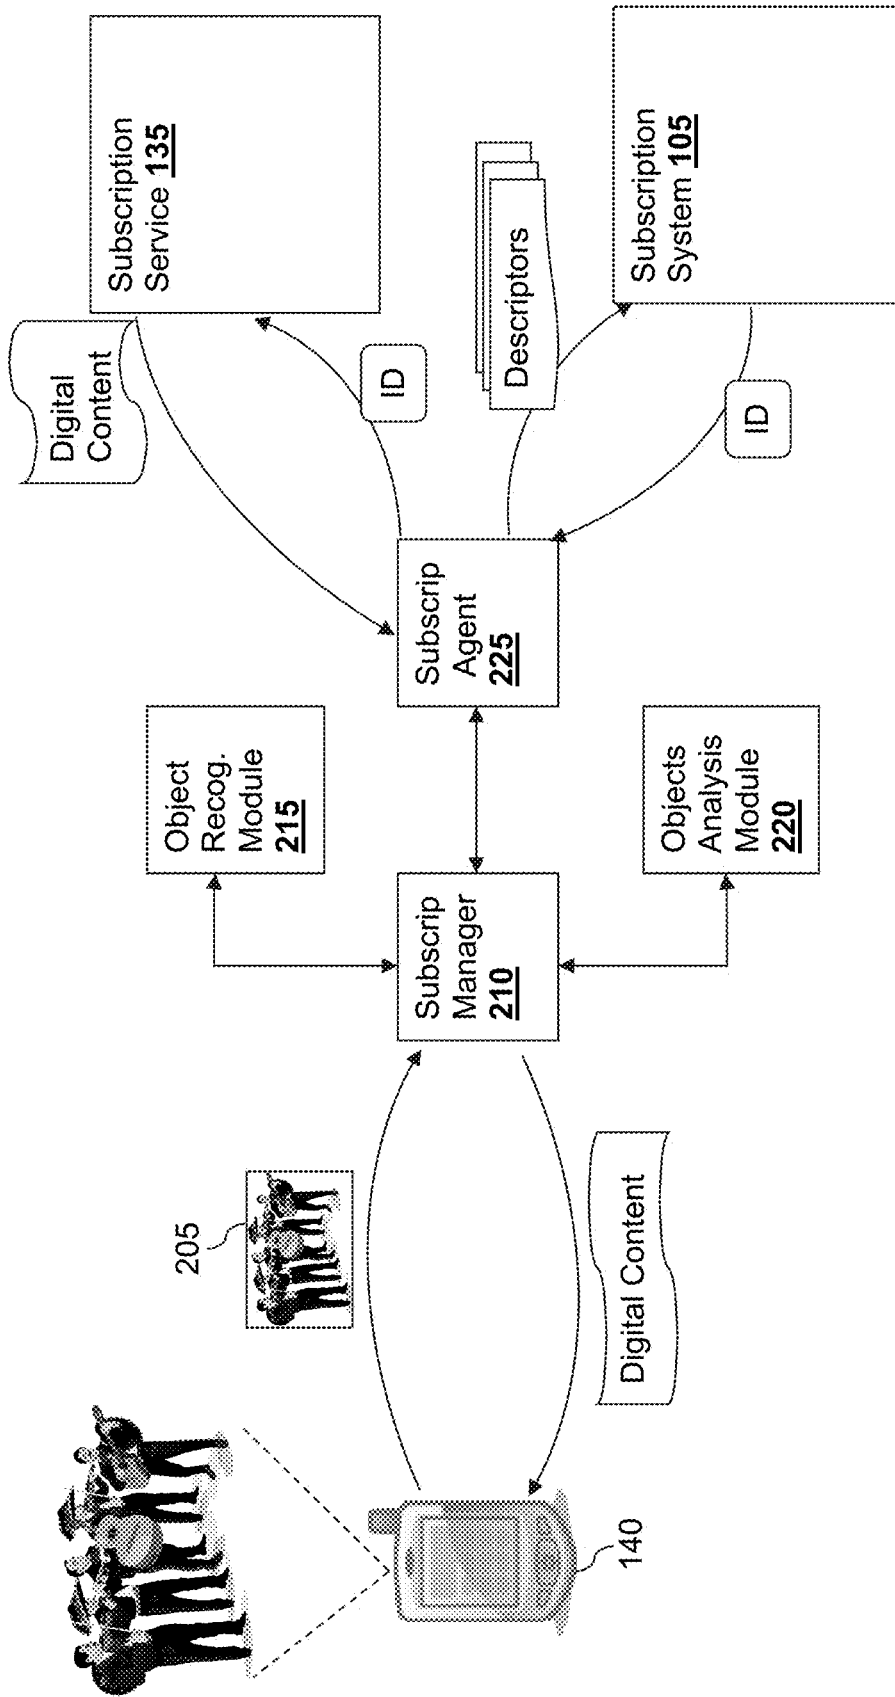 205
140
Digital Content
Subscrip
Manager
210
Object
Recog.
Module
215
Objects
Analysis
Module
220
Subscrip
Agent
225
Digital
Content
ID
Descriptors
ID
Subscription
Service 135
Subscription
System 105